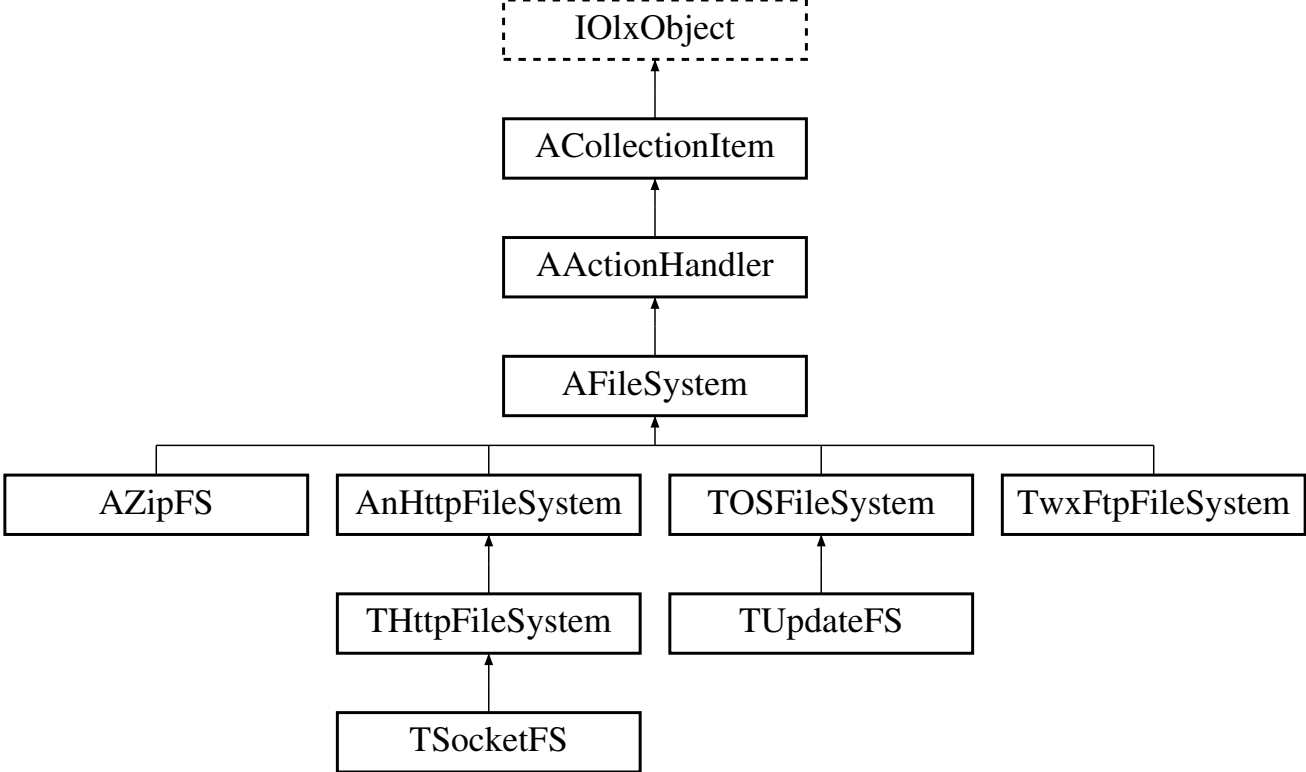 IOlxObject
ACollectionItem
AActionHandler
AFileSystem
AZipFS
AnHttpFileSystem
TOSFileSystem
TwxFtpFileSystem
THttpFileSystem
TUpdateFS
TSocketFS